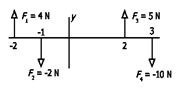 F₁ = 4 N
y
F₃ = 5 N
-2
-1
2
3
F₂ = -2 N
F₄ = -10 N